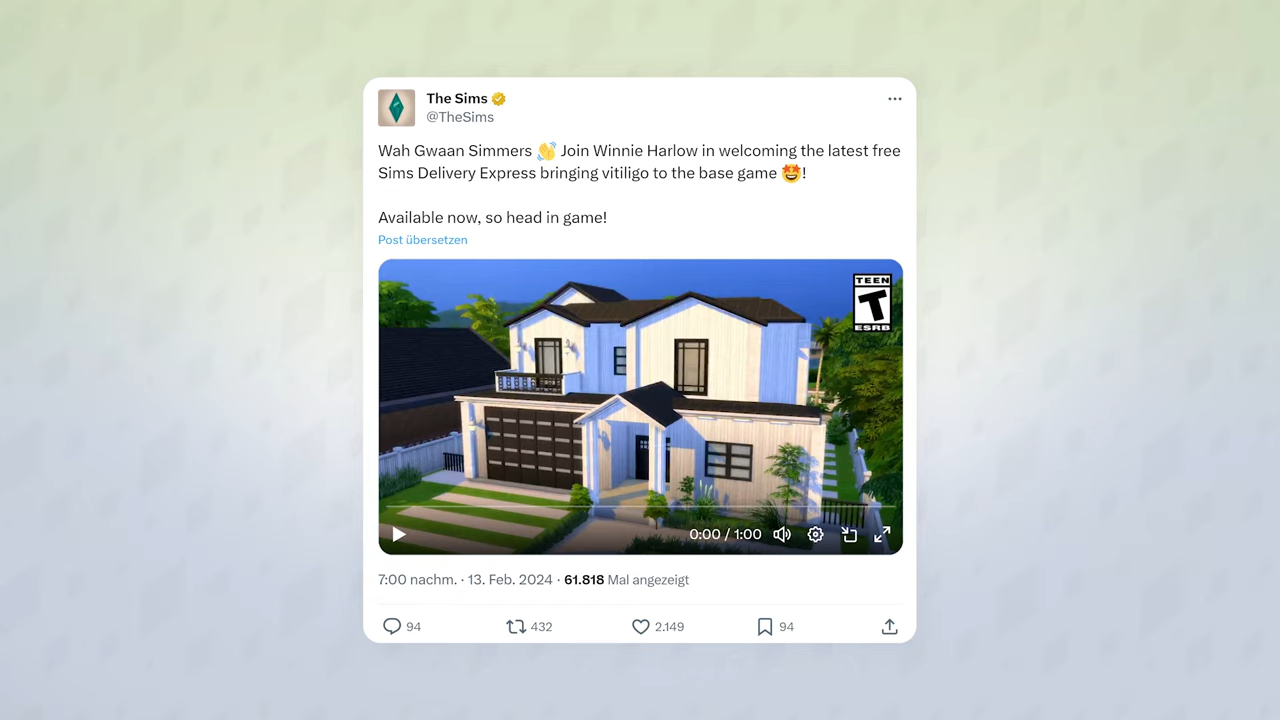 The Sims
@TheSims
Wah Gwaan Simmers 👋 Join Winnie Harlow in welcoming the latest free
Sims Delivery Express bringing vitiligo to the base game 🤩!
Available now, so head in game!
Post übersetzen
TEEN
T
ESRB
0:00 / 1:00
7:00 nachm. · 13. Feb. 2024 · 61.818 Mal angezeigt
94 432 2.149 94